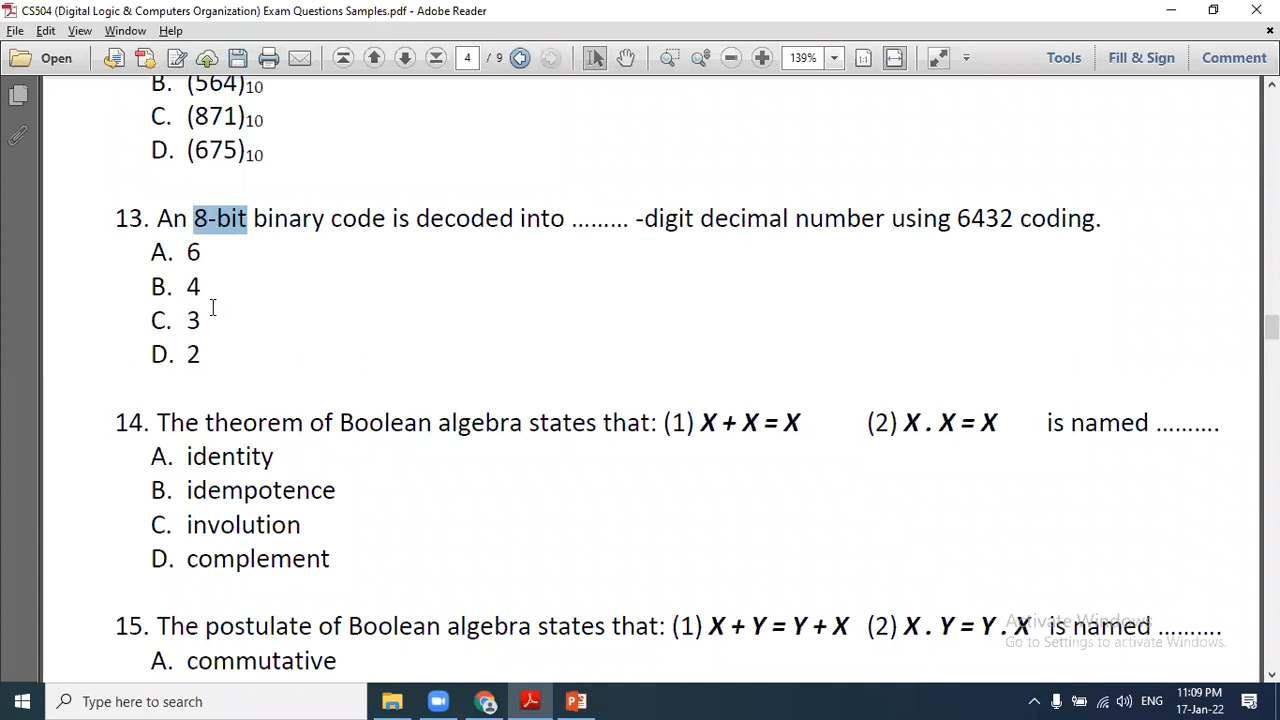 CS504 (Digital Logic & Computers Organization) Exam Questions Samples.pdf - Adobe Reader
File Edit View Window Help
Open 4 / 9 139% Tools Fill & Sign Comment
B. (564)10
C. (871)10
D. (675)10
13. An 8-bit binary code is decoded into ......... -digit decimal number using 6432 coding.
A. 6
B. 4
C. 3
D. 2
14. The theorem of Boolean algebra states that: (1) X + X = X (2) X . X = X is named ..........
A. identity
B. idempotence
C. involution
D. complement
15. The postulate of Boolean algebra states that: (1) X + Y = Y + X (2) X . Y = Y . X is named ..........
A. commutative
Activate Windows
Go to Settings to activate Windows.
Type here to search
ENG
11:09 PM
17-Jan-22